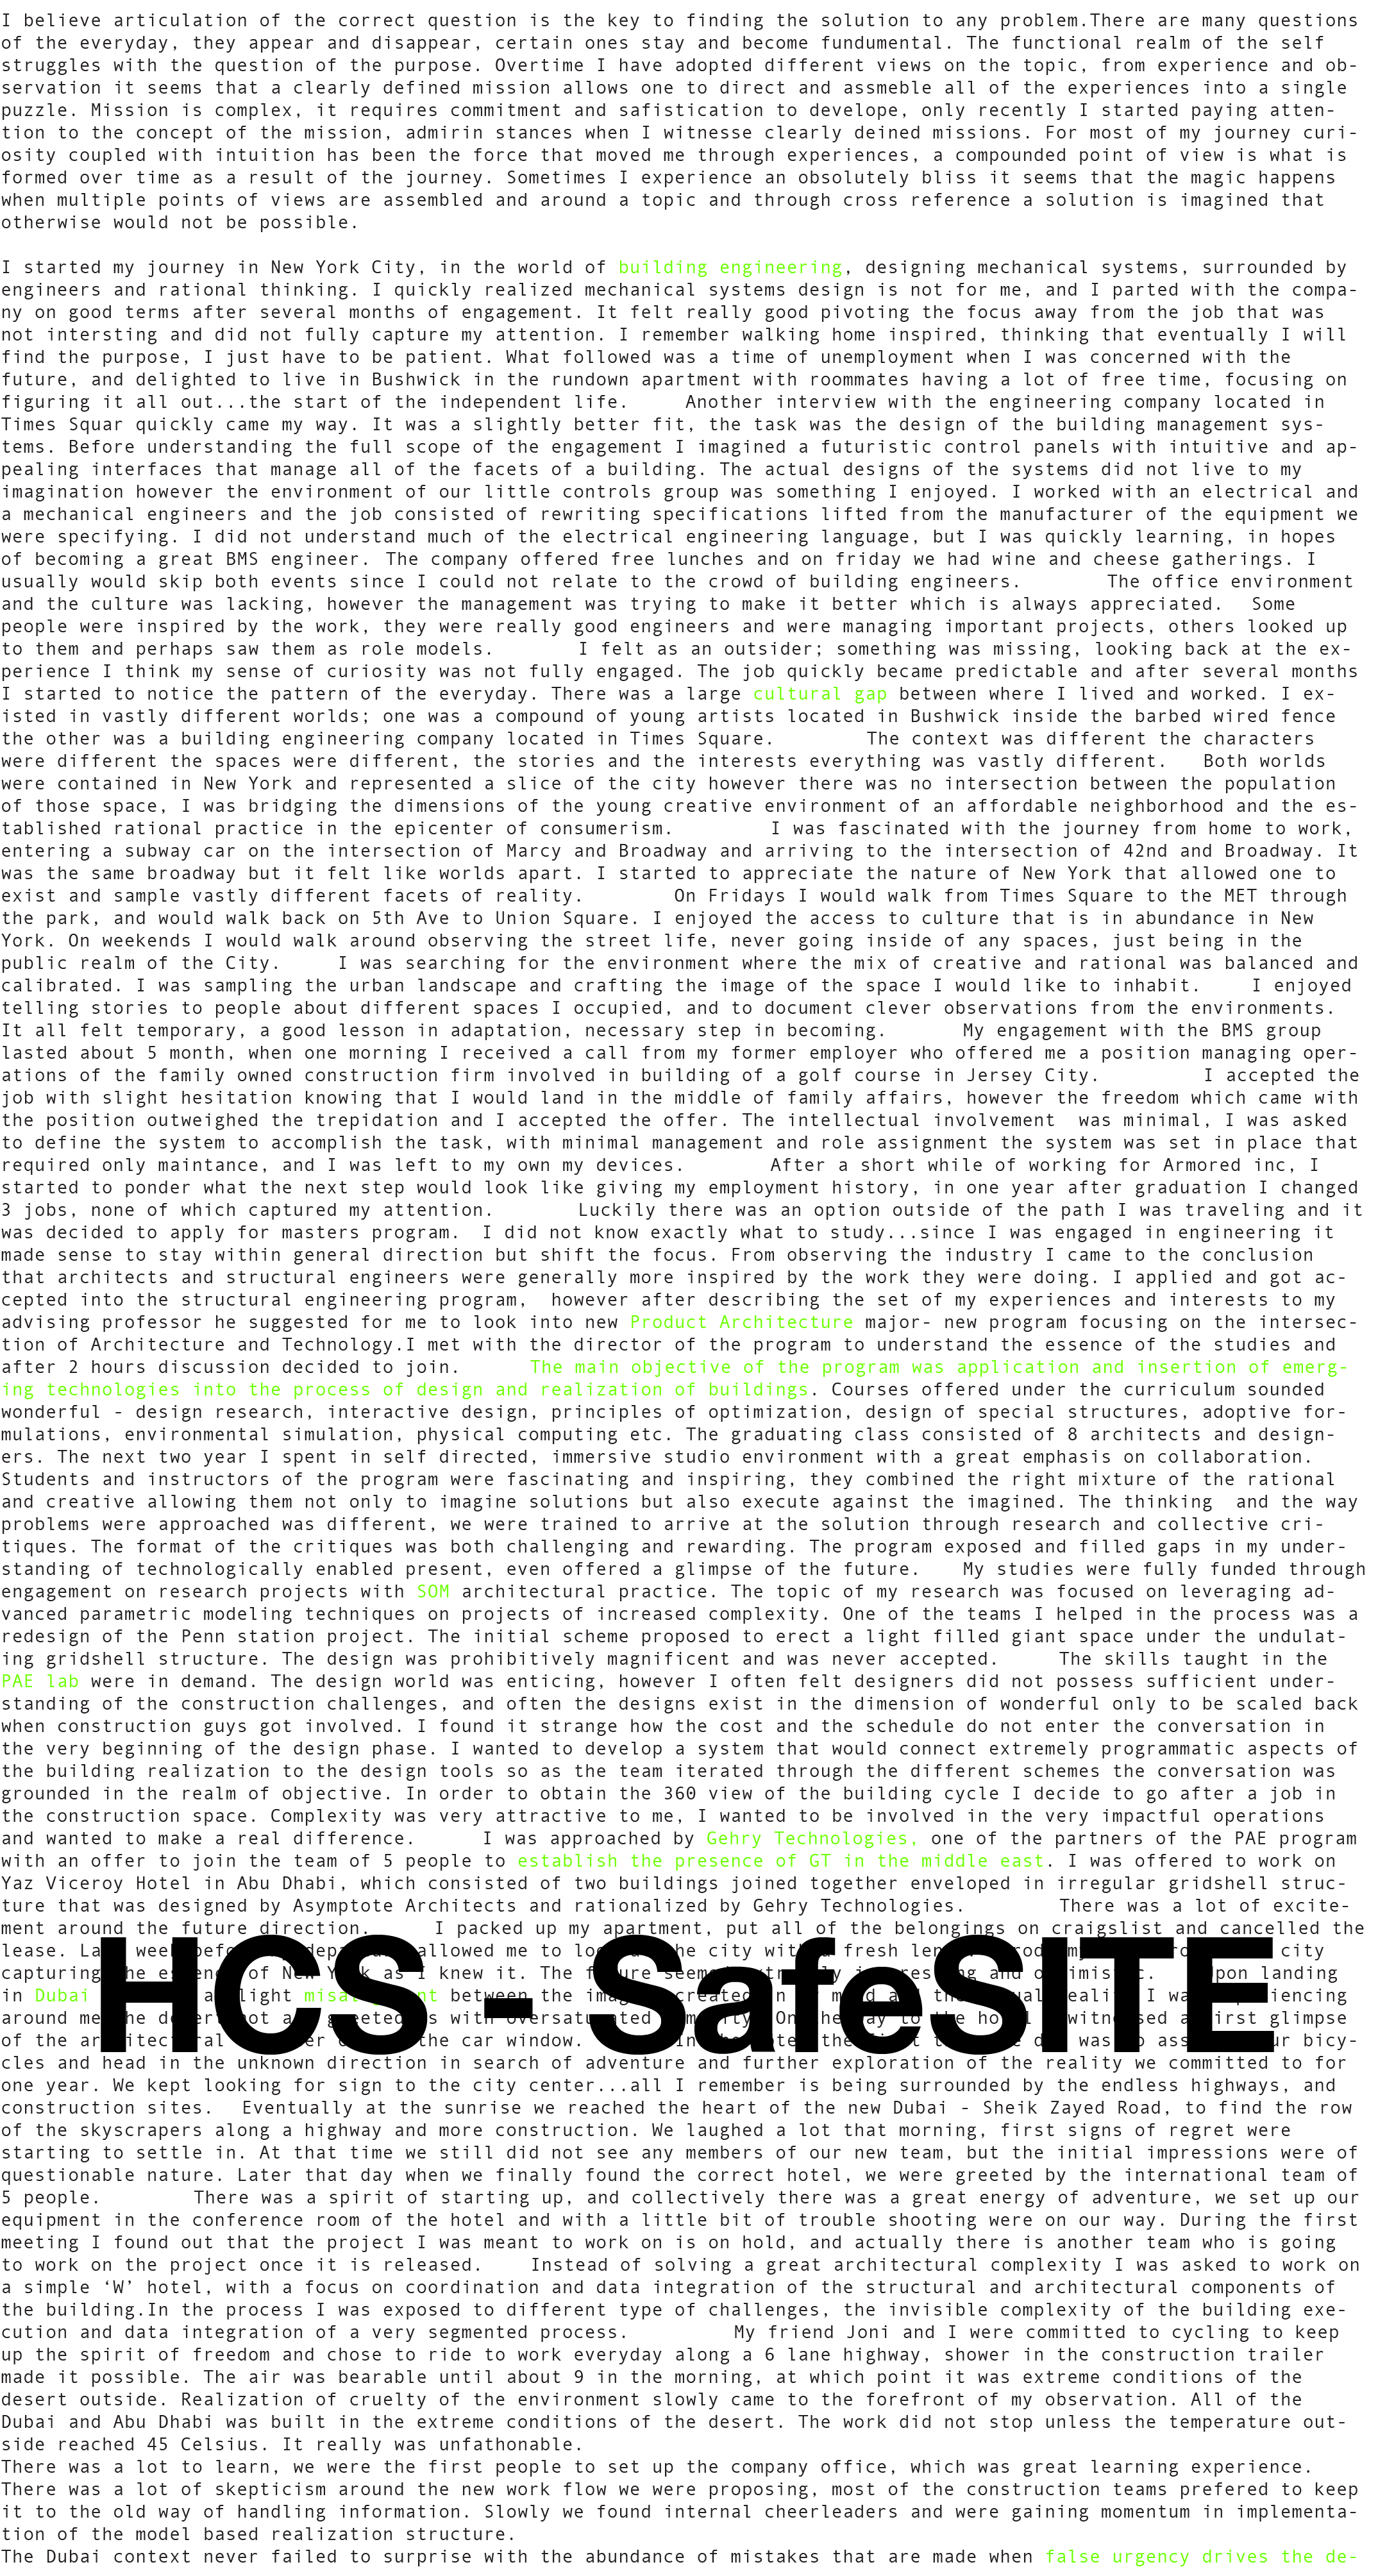 I believe articulation of the correct question is the key to finding the solution to any problem.There are many questions
of the everyday, they appear and disappear, certain ones stay and become fundumental. The functional realm of the self
struggles with the question of the purpose. Overtime I have adopted different views on the topic, from experience and ob-
servation it seems that a clearly defined mission allows one to direct and assmeble all of the experiences into a single
puzzle. Mission is complex, it requires commitment and safistication to develope, only recently I started paying atten-
tion to the concept of the mission, admirin stances when I witnesse clearly deined missions. For most of my journey curi-
osity coupled with intuition has been the force that moved me through experiences, a compounded point of view is what is
formed over time as a result of the journey. Sometimes I experience an absolutely bliss it seems that the magic happens
when multiple points of views are assembled and around a topic and through cross reference a solution is imagined that
otherwise would not be possible.
I started my journey in New York City, in the world of building engineering, designing mechanical systems, surrounded by
engineers and rational thinking. I quickly realized mechanical systems design is not for me, and I parted with the compa-
ny on good terms after several months of engagement. It felt really good pivoting the focus away from the job that was
not intersting and did not fully capture my attention. I remember walking home inspired, thinking that eventually I will
find the purpose, I just have to be patient. What followed was a time of unemployment when I was concerned with the
future, and delighted to live in Bushwick in the rundown apartment with roommates having a lot of free time, focusing on
figuring it all out...the start of the independent life. Another interview with the engineering company located in
Times Squar quickly came my way. It was a slightly better fit, the task was the design of the building management sys-
tems. Before understanding the full scope of the engagement I imagined a futuristic control panels with intuitive and ap-
pealing interfaces that manage all of the facets of a building. The actual designs of the systems did not live to my
imagination however the environment of our little controls group was something I enjoyed. I worked with an electrical and
a mechanical engineers and the job consisted of rewriting specifications lifted from the manufacturer of the equipment we
were specifying. I did not understand much of the electrical engineering language, but I was quickly learning, in hopes
of becoming a great BMS engineer. The company offered free lunches and on friday we had wine and cheese gatherings. I
usually would skip both events since I could not relate to the crowd of building engineers. The office environment
and the culture was lacking, however the management was trying to make it better which is always appreciated. Some
people were inspired by the work, they were really good engineers and were managing important projects, others looked up
to them and perhaps saw them as role models. I felt as an outsider; something was missing, looking back at the ex-
perience I think my sense of curiosity was not fully engaged. The job quickly became predictable and after several months
I started to notice the pattern of the everyday. There was a large cultural gap between where I lived and worked. I ex-
isted in vastly different worlds; one was a compound of young artists located in Bushwick inside the barbed wired fence
the other was a building engineering company located in Times Square. The context was different the characters
were different the spaces were different, the stories and the interests everything was vastly different. Both worlds
were contained in New York and represented a slice of the city however there was no intersection between the population
of those space, I was bridging the dimensions of the young creative environment of an affordable neighborhood and the es-
tablished rational practice in the epicenter of consumerism. I was fascinated with the journey from home to work,
entering a subway car on the intersection of Marcy and Broadway and arriving to the intersection of 42nd and Broadway. It
was the same broadway but it felt like worlds apart. I started to appreciate the nature of New York that allowed one to
exist and sample vastly different facets of reality. On Fridays I would walk from Times Square to the MET through
the park, and would walk back on 5th Ave to Union Square. I enjoyed the access to culture that is in abundance in New
York. On weekends I would walk around observing the street life, never going inside of any spaces, just being in the
public realm of the City. I was searching for the environment where the mix of creative and rational was balanced and
calibrated. I was sampling the urban landscape and crafting the image of the space I would like to inhabit. I enjoyed
telling stories to people about different spaces I occupied, and to document clever observations from the environments.
It all felt temporary, a good lesson in adaptation, necessary step in becoming. My engagement with the BMS group
lasted about 5 month, when one morning I received a call from my former employer who offered me a position managing oper-
ations of the family owned construction firm involved in building of a golf course in Jersey City. I accepted the
job with slight hesitation knowing that I would land in the middle of family affairs, however the freedom which came with
the position outweighed the trepidation and I accepted the offer. The intellectual involvement was minimal, I was asked
to define the system to accomplish the task, with minimal management and role assignment the system was set in place that
required only maintance, and I was left to my own my devices. After a short while of working for Armored inc, I
started to ponder what the next step would look like giving my employment history, in one year after graduation I changed
3 jobs, none of which captured my attention. Luckily there was an option outside of the path I was traveling and it
was decided to apply for masters program. I did not know exactly what to study...since I was engaged in engineering it
made sense to stay within general direction but shift the focus. From observing the industry I came to the conclusion
that architects and structural engineers were generally more inspired by the work they were doing. I applied and got ac-
cepted into the structural engineering program, however after describing the set of my experiences and interests to my
advising professor he suggested for me to look into new Product Architecture major- new program focusing on the intersec-
tion of Architecture and Technology.I met with the director of the program to understand the essence of the studies and
after 2 hours discussion decided to join. The main objective of the program was application and insertion of emerg-
ing technologies into the process of design and realization of buildings. Courses offered under the curriculum sounded
wonderful - design research, interactive design, principles of optimization, design of special structures, adoptive for-
mulations, environmental simulation, physical computing etc. The graduating class consisted of 8 architects and design-
ers. The next two year I spent in self directed, immersive studio environment with a great emphasis on collaboration.
Students and instructors of the program were fascinating and inspiring, they combined the right mixture of the rational
and creative allowing them not only to imagine solutions but also execute against the imagined. The thinking and the way
problems were approached was different, we were trained to arrive at the solution through research and collective cri-
tiques. The format of the critiques was both challenging and rewarding. The program exposed and filled gaps in my under-
standing of technologically enabled present, even offered a glimpse of the future. My studies were fully funded through
engagement on research projects with SOM architectural practice. The topic of my research was focused on leveraging ad-
vanced parametric modeling techniques on projects of increased complexity. One of the teams I helped in the process was a
redesign of the Penn station project. The initial scheme proposed to erect a light filled giant space under the undulat-
ing gridshell structure. The design was prohibitively magnificent and was never accepted. The skills taught in the
PAE lab were in demand. The design world was enticing, however I often felt designers did not possess sufficient under-
standing of the construction challenges, and often the designs exist in the dimension of wonderful only to be scaled back
when construction guys got involved. I found it strange how the cost and the schedule do not enter the conversation in
the very beginning of the design phase. I wanted to develop a system that would connect extremely programmatic aspects of
the building realization to the design tools so as the team iterated through the different schemes the conversation was
grounded in the realm of objective. In order to obtain the 360 view of the building cycle I decide to go after a job in
the construction space. Complexity was very attractive to me, I wanted to be involved in the very impactful operations
and wanted to make a real difference. I was approached by Gehry Technologies, one of the partners of the PAE program
with an offer to join the team of 5 people to establish the presence of GT in the middle east. I was offered to work on
Yaz Viceroy Hotel in Abu Dhabi, which consisted of two buildings joined together enveloped in irregular gridshell struc-
ture that was designed by Asymptote Architects and rationalized by Gehry Technologies. There was a lot of excite-
ment around the future direction. I packed up my apartment, put all of the belongings on craigslist and cancelled the
lease. week allowed me to the city with fresh city
HCS - SafeSITE
capturing of New as I knew it. The and landing
in Dubai light between the and the I was
around me with
of the the car window.
cles and head in the unknown direction in search of adventure and further exploration of the reality we committed to for
one year. We kept looking for sign to the city center...all I remember is being surrounded by the endless highways, and
construction sites. Eventually at the sunrise we reached the heart of the new Dubai - Sheik Zayed Road, to find the row
of the skyscrapers along a highway and more construction. We laughed a lot that morning, first signs of regret were
starting to settle in. At that time we still did not see any members of our new team, but the initial impressions were of
questionable nature. Later that day when we finally found the correct hotel, we were greeted by the international team of
5 people. There was a spirit of starting up, and collectively there was a great energy of adventure, we set up our
equipment in the conference room of the hotel and with a little bit of trouble shooting were on our way. During the first
meeting I found out that the project I was meant to work on is on hold, and actually there is another team who is going
to work on the project once it is released. Instead of solving a great architectural complexity I was asked to work on
a simple ‘W’ hotel, with a focus on coordination and data integration of the structural and architectural components of
the building.In the process I was exposed to different type of challenges, the invisible complexity of the building exe-
cution and data integration of a very segmented process. My friend Joni and I were committed to cycling to keep
up the spirit of freedom and chose to ride to work everyday along a 6 lane highway, shower in the construction trailer
made it possible. The air was bearable until about 9 in the morning, at which point it was extreme conditions of the
desert outside. Realization of cruelty of the environment slowly came to the forefront of my observation. All of the
Dubai and Abu Dhabi was built in the extreme conditions of the desert. The work did not stop unless the temperature out-
side reached 45 Celsius. It really was unfathonable.
There was a lot to learn, we were the first people to set up the company office, which was great learning experience.
There was a lot of skepticism around the new work flow we were proposing, most of the construction teams prefered to keep
it to the old way of handling information. Slowly we found internal cheerleaders and were gaining momentum in implementa-
tion of the model based realization structure.
The Dubai context never failed to surprise with the abundance of mistakes that are made when false urgency drives the de-